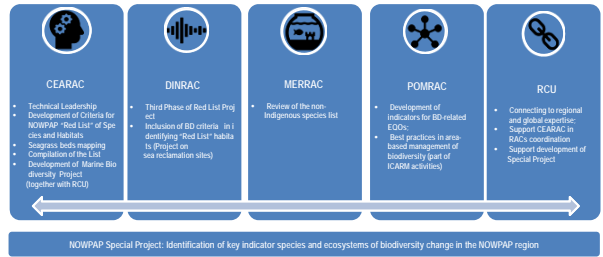 CEARAC
• Technical Leadership
• Development of Criteria for
NOWPAP "Red List" of Spe
cies and Habitats
• Seagrass beds mapping
• Compilation of the List
• Development of Marine Bio
diversity Project
(together with RCU)
DINRAC
• Third Phase of Red List Proj
ect
• Inclusion of BD criteria in i
dentifying "Red List" habita
ts (Project on
sea reclamation sites)
MERRAC
• Review of the non-
Indigenous species list
POMRAC
• Development of
indicators for BD-related
EQOs;
• Best practices in area-
based management of
biodiversity (part of
ICARM activities)
RCU
• Connecting to regional
and global expertise;
• Support CEARAC in
RACs coordination
• Support development of
Special Project
NOWPAP Special Project: Identification of key indicator species and ecosystems of biodiversity change in the NOWPAP region